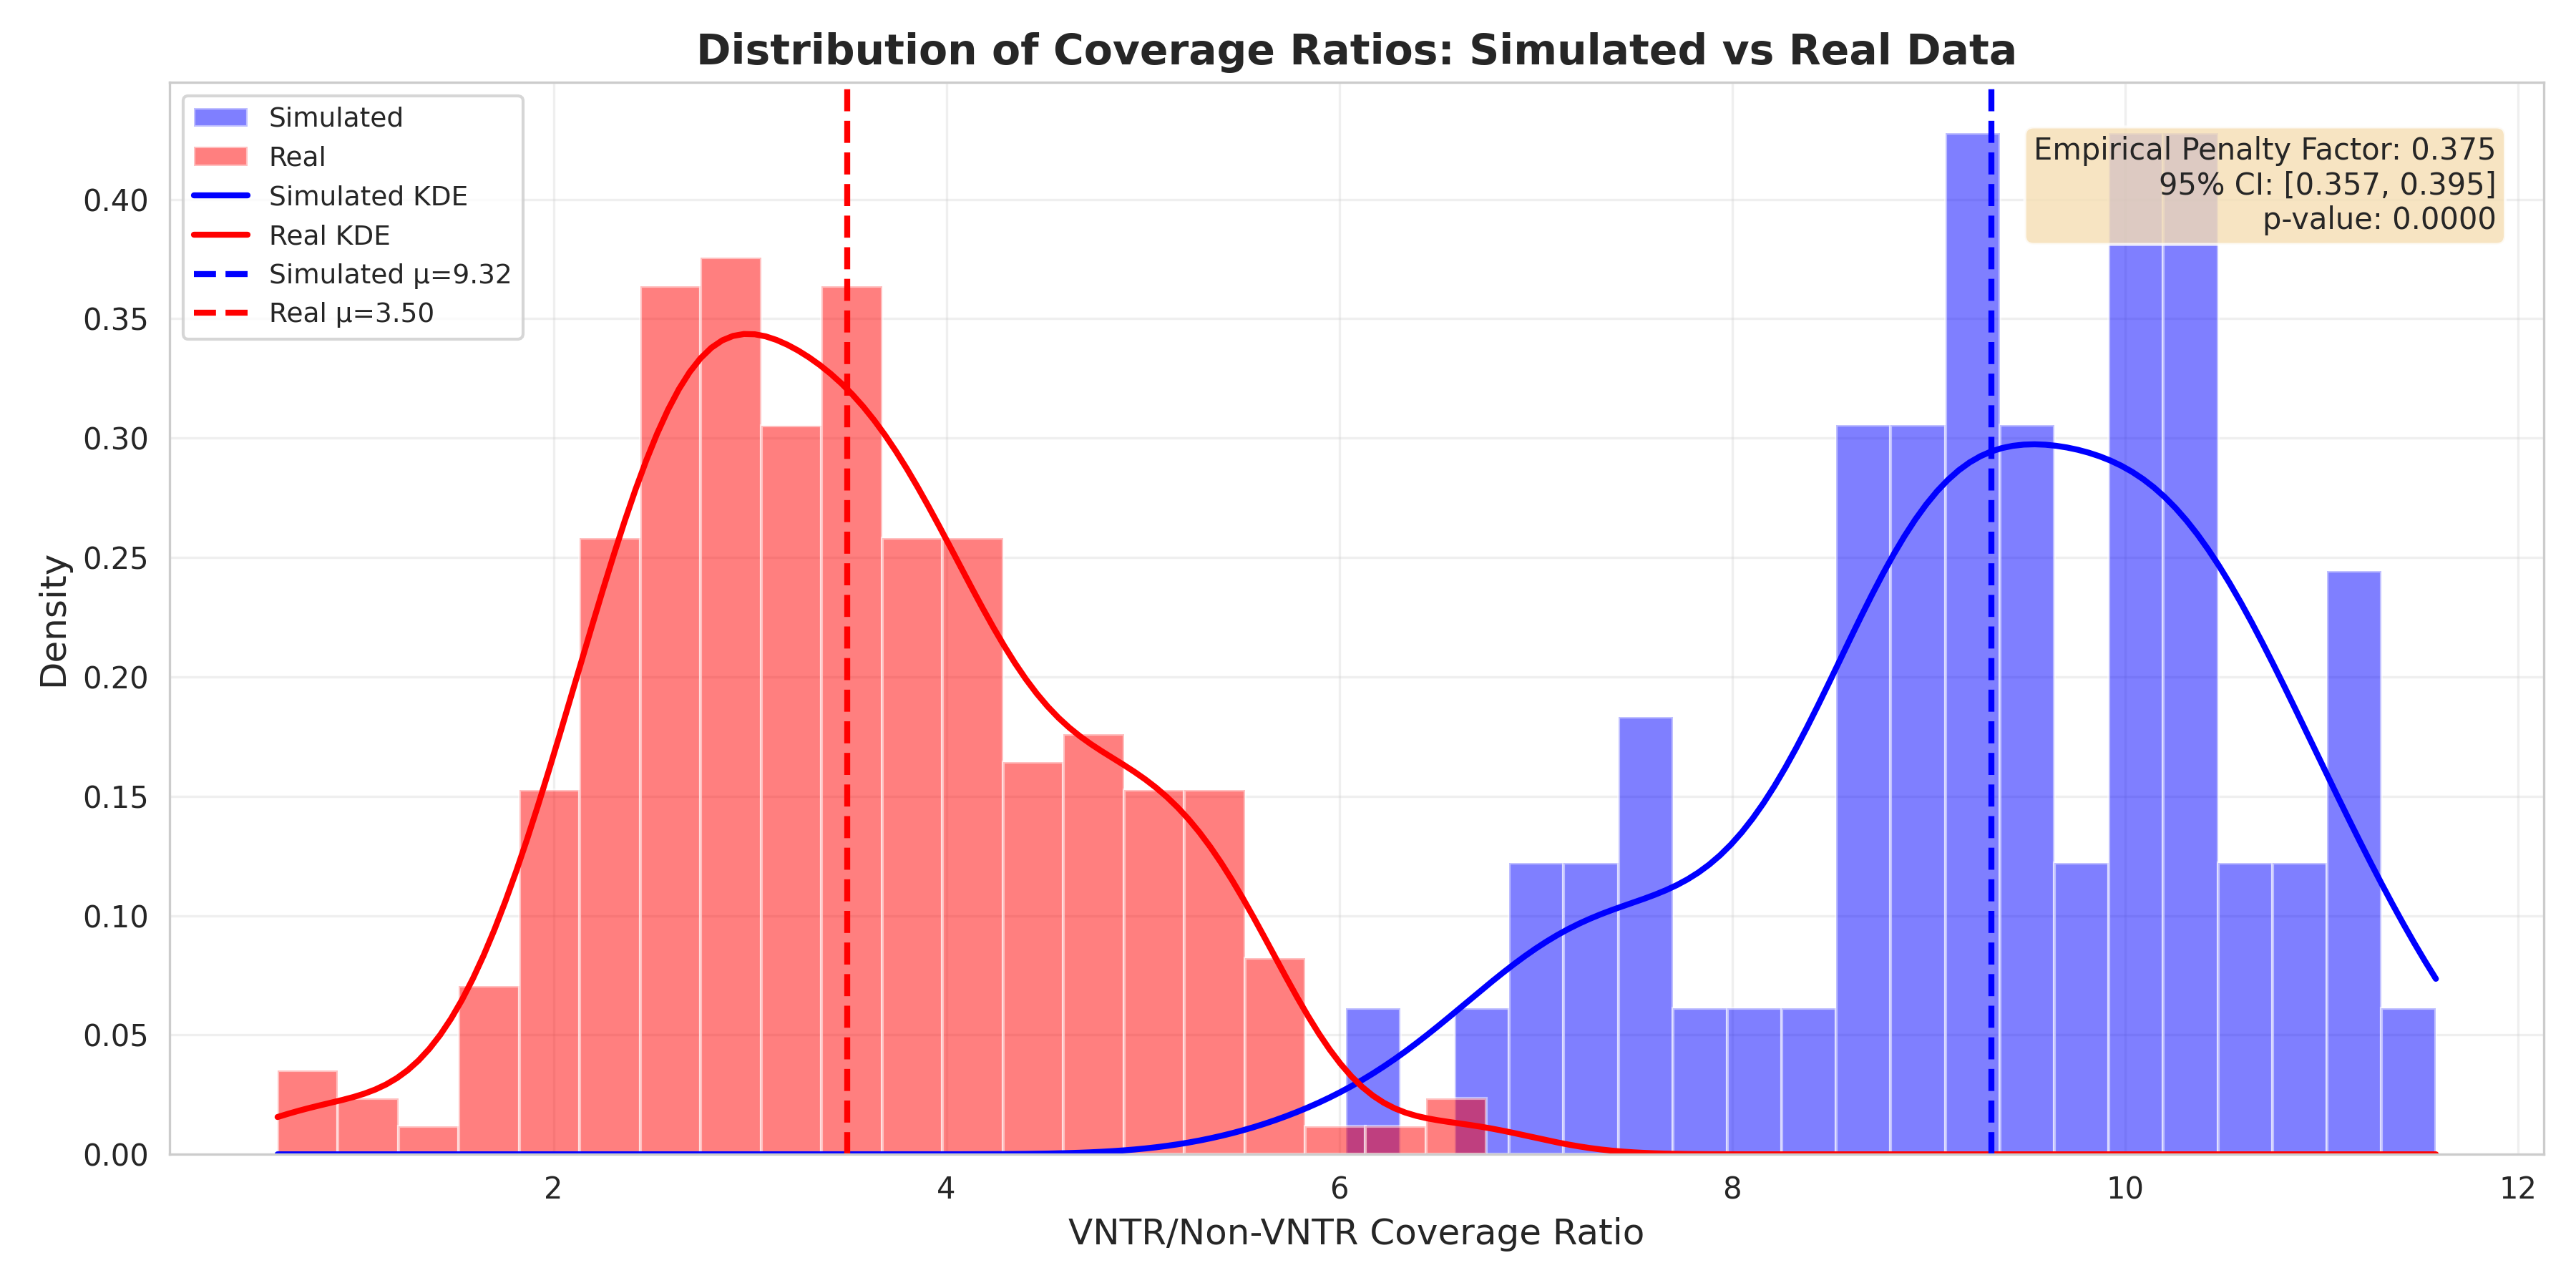 Distribution of Coverage Ratios: Simulated vs Real Data
Simulated
Real
Simulated KDE
Real KDE
Simulated μ=9.32
Real μ=3.50
Empirical Penalty Factor: 0.375
95% CI: [0.357, 0.395]
p-value: 0.0000
Density
0.40
0.35
0.30
0.25
0.20
0.15
0.10
0.05
0.00
2 4 6 8 10 12
VNTR/Non-VNTR Coverage Ratio